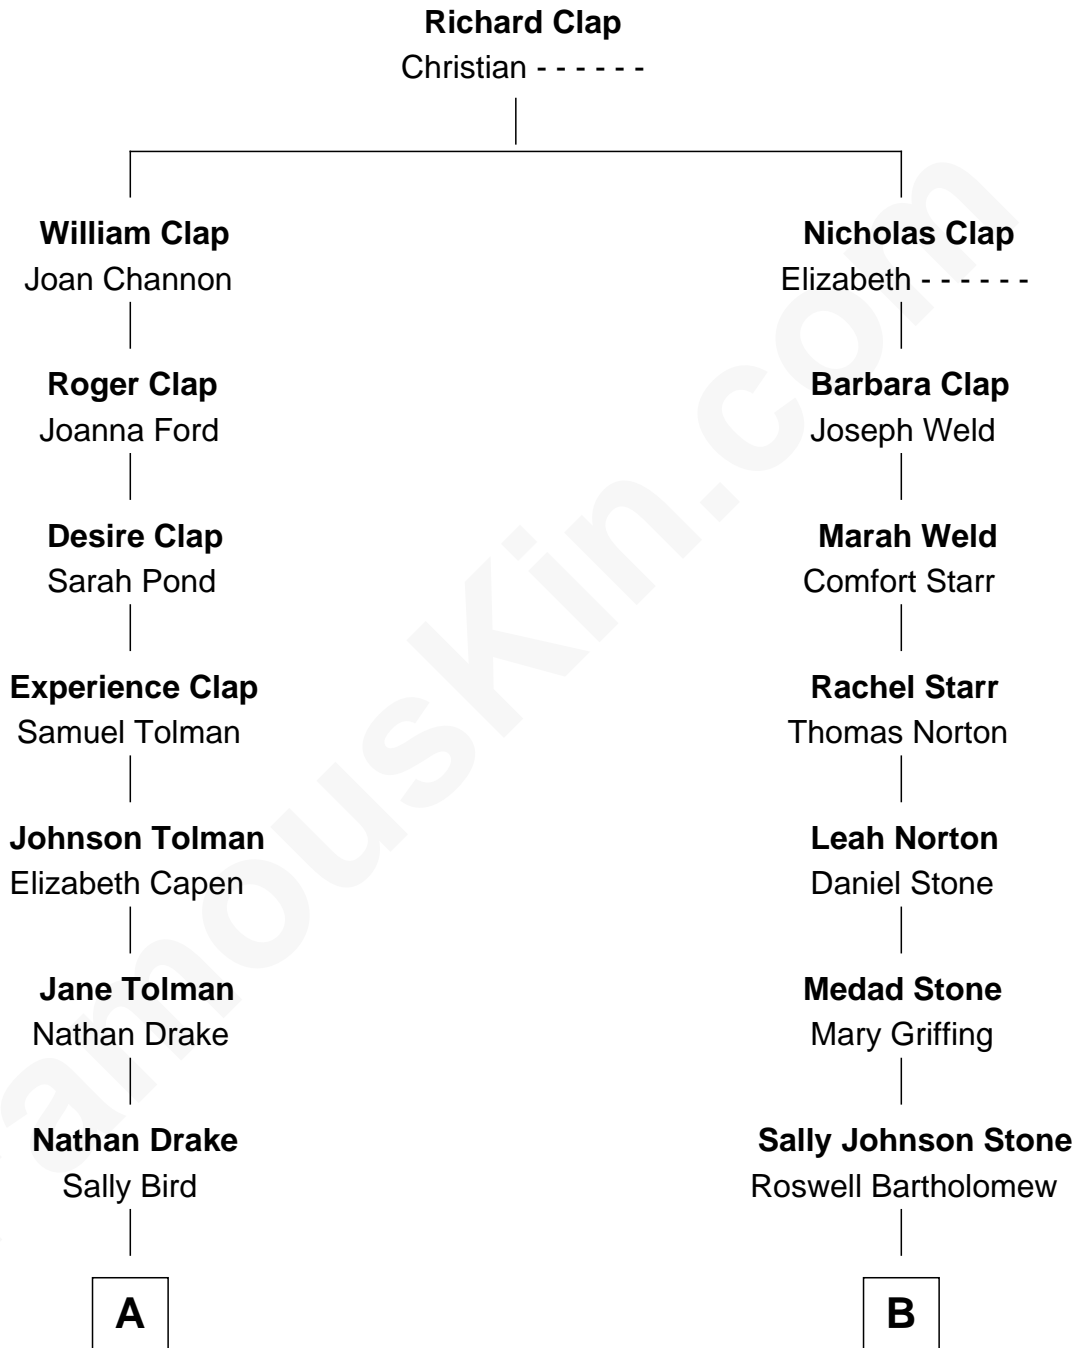 Richard Clap
Christian - - - - - -
William Clap
Joan Channon
Nicholas Clap
Elizabeth - - - - - -
Roger Clap
Joanna Ford
Barbara Clap
Joseph Weld
Desire Clap
Sarah Pond
Marah Weld
Comfort Starr
Experience Clap
Samuel Tolman
Rachel Starr
Thomas Norton
Johnson Tolman
Elizabeth Capen
Leah Norton
Daniel Stone
Jane Tolman
Nathan Drake
Medad Stone
Mary Griffing
Nathan Drake
Sally Bird
Sally Johnson Stone
Roswell Bartholomew
A
B
amousKin.com